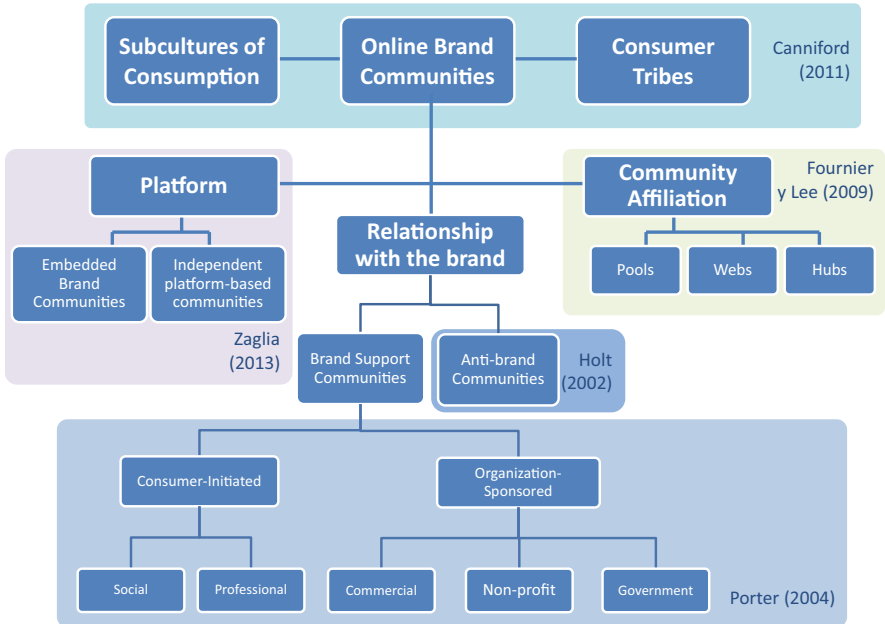 Subcultures of
Consumption
Online Brand
Communities
Consumer
Tribes
Canniford
(2011)
Platform
Community
Affiliation
Fournier
y Lee (2009)
Relationship
with the brand
Embedded
Brand
Communities
Independent
platform-based
communities
Pools
Webs
Hubs
Zaglia
(2013)
Brand Support
Communities
Anti-brand
Communities
Holt
(2002)
Consumer-Initiated
Organization-
Sponsored
Social
Professional
Commercial
Non-profit
Government
Porter (2004)